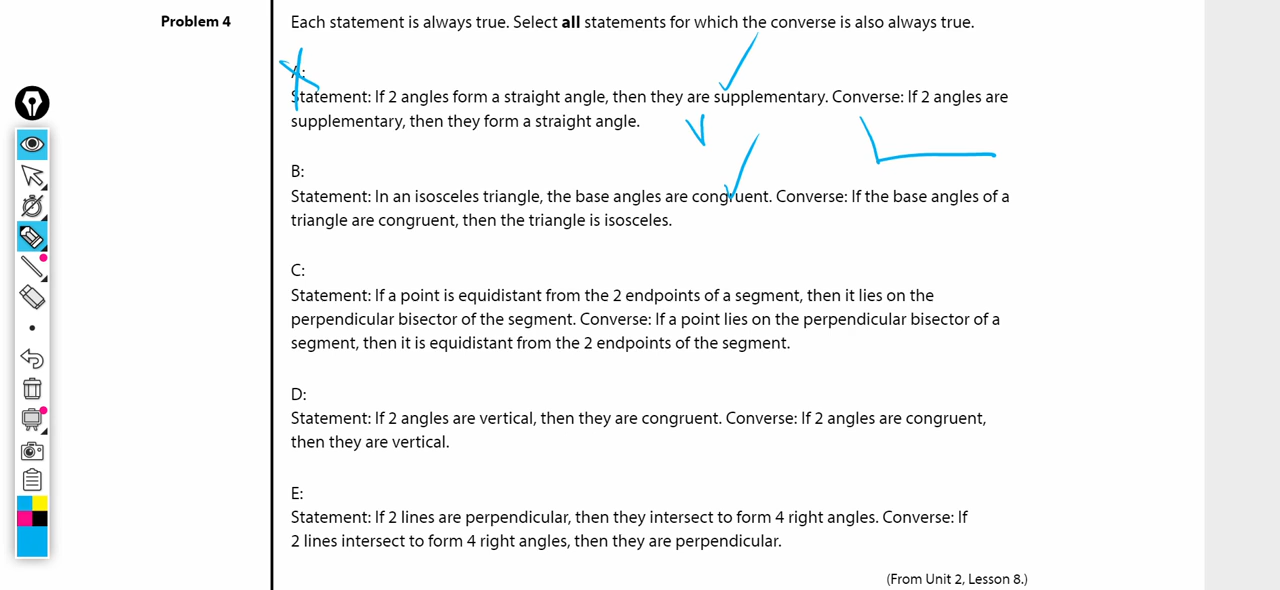 Problem 4
Each statement is always true. Select all statements for which the converse is also always true.
A:
Statement: If 2 angles form a straight angle, then they are supplementary. Converse: If 2 angles are
supplementary, then they form a straight angle.
B:
Statement: In an isosceles triangle, the base angles are congruent. Converse: If the base angles of a
triangle are congruent, then the triangle is isosceles.
C:
Statement: If a point is equidistant from the 2 endpoints of a segment, then it lies on the
perpendicular bisector of the segment. Converse: If a point lies on the perpendicular bisector of a
segment, then it is equidistant from the 2 endpoints of the segment.
D:
Statement: If 2 angles are vertical, then they are congruent. Converse: If 2 angles are congruent,
then they are vertical.
E:
Statement: If 2 lines are perpendicular, then they intersect to form 4 right angles. Converse: If
2 lines intersect to form 4 right angles, then they are perpendicular.
(From Unit 2, Lesson 8.)